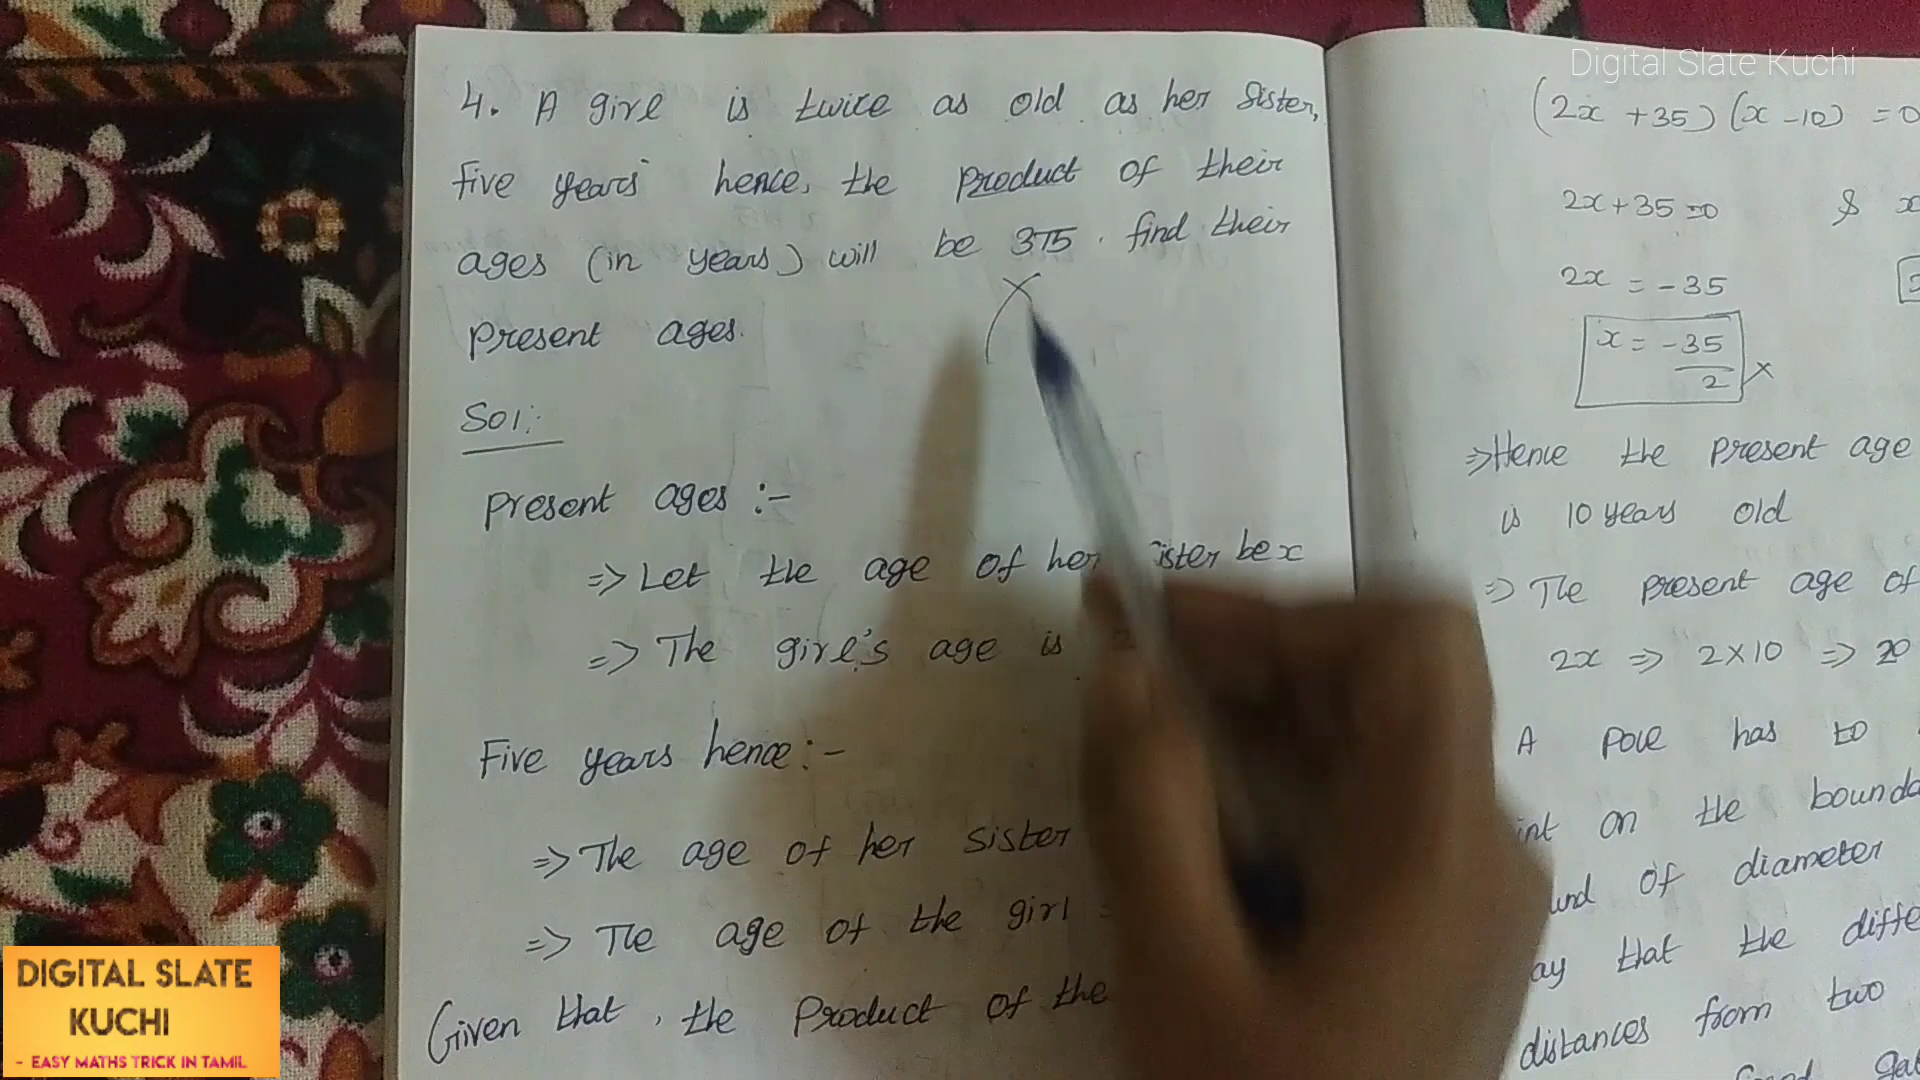 4. A girl is twice as old as her Sister,
Five years hence, the Product of their
ages (in years) will be 375. find their
Present ages.
Sol:-
Present ages :-
=> Let the age of her ister be x
=> The girl's age is
Five years hence :-
=> The age of her sister
=> The age of the girl =
Given that, the Product of the
Digital Slate Kuchi
(2x +35) (x -10) = 0
2x+35=0 &
2x = -35
x = -35/2 ×
=> Hence the Present age
is 10 years old
=> The Present age of
2x => 2×10 => 20
A Pole has to
int on the bounda
und of diameter
ay that the diffe
distances from two
DIGITAL SLATE
KUCHI
- EASY MATHS TRICK IN TAMIL